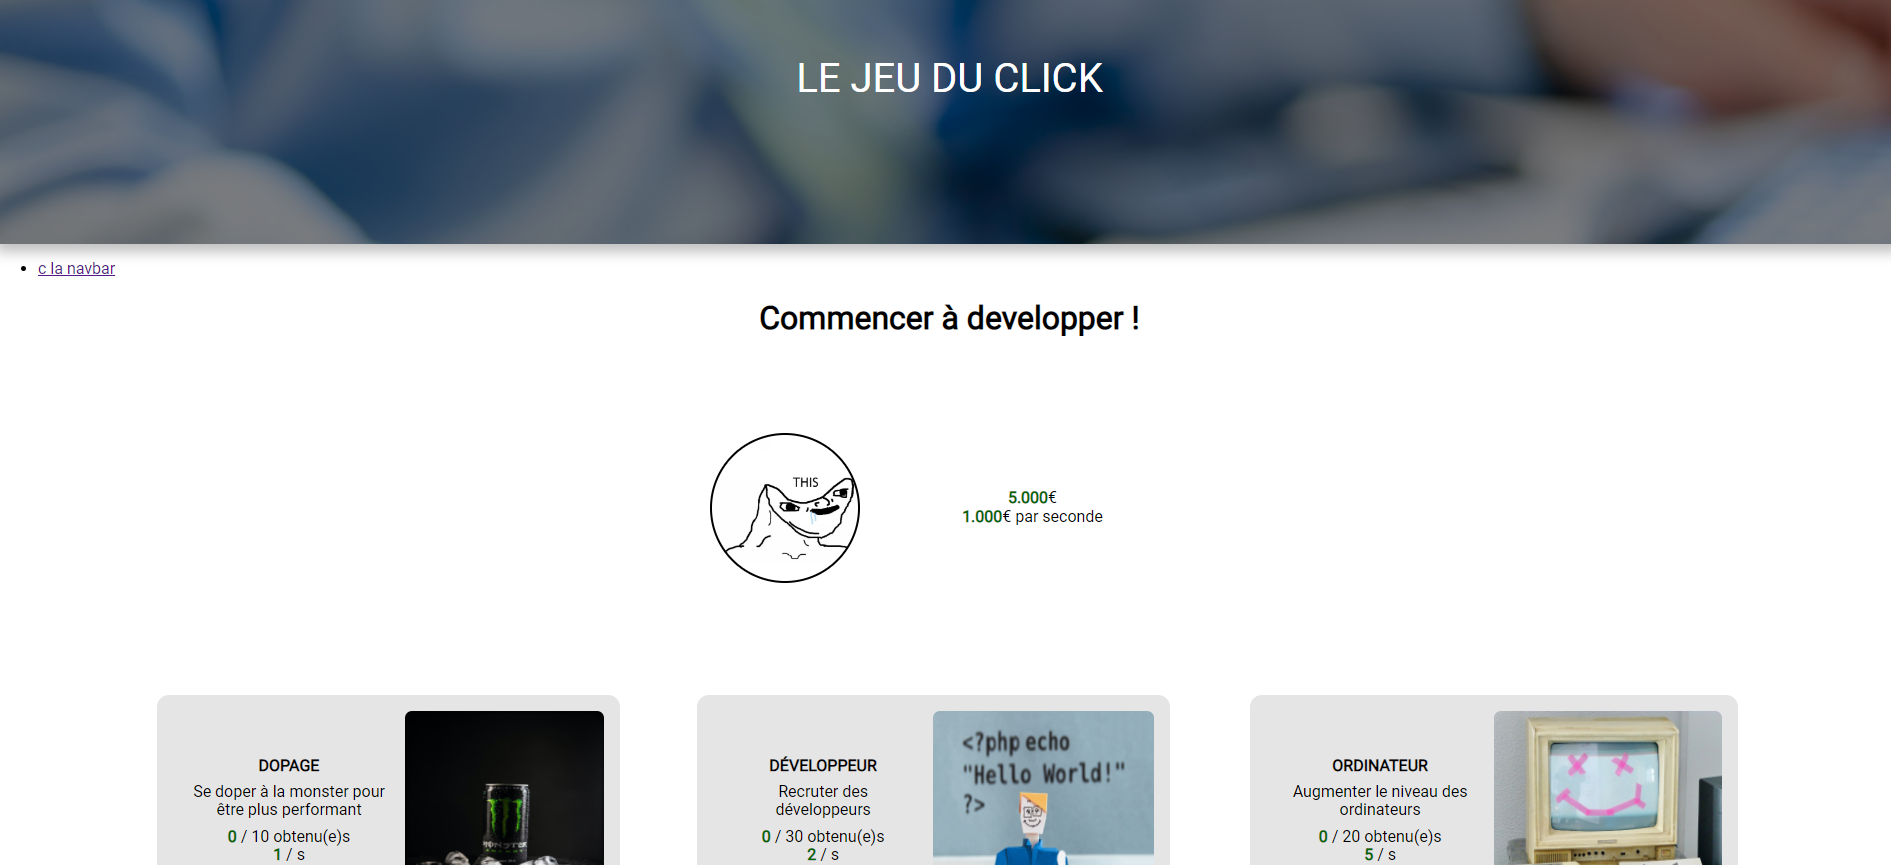 LE JEU DU CLICK
c la navbar
Commencer à developper !
THIS
5.000€
1.000€ par seconde
DOPAGE
Se doper à la monster pour
être plus performant
0 / 10 obtenu(e)s
1 / s
MONSTER
DÉVELOPPEUR
Recruter des
développeurs
0 / 30 obtenu(e)s
2 / s
<?php echo
"Hello World!"
?>
ORDINATEUR
Augmenter le niveau des
ordinateurs
0 / 20 obtenu(e)s
5 / s